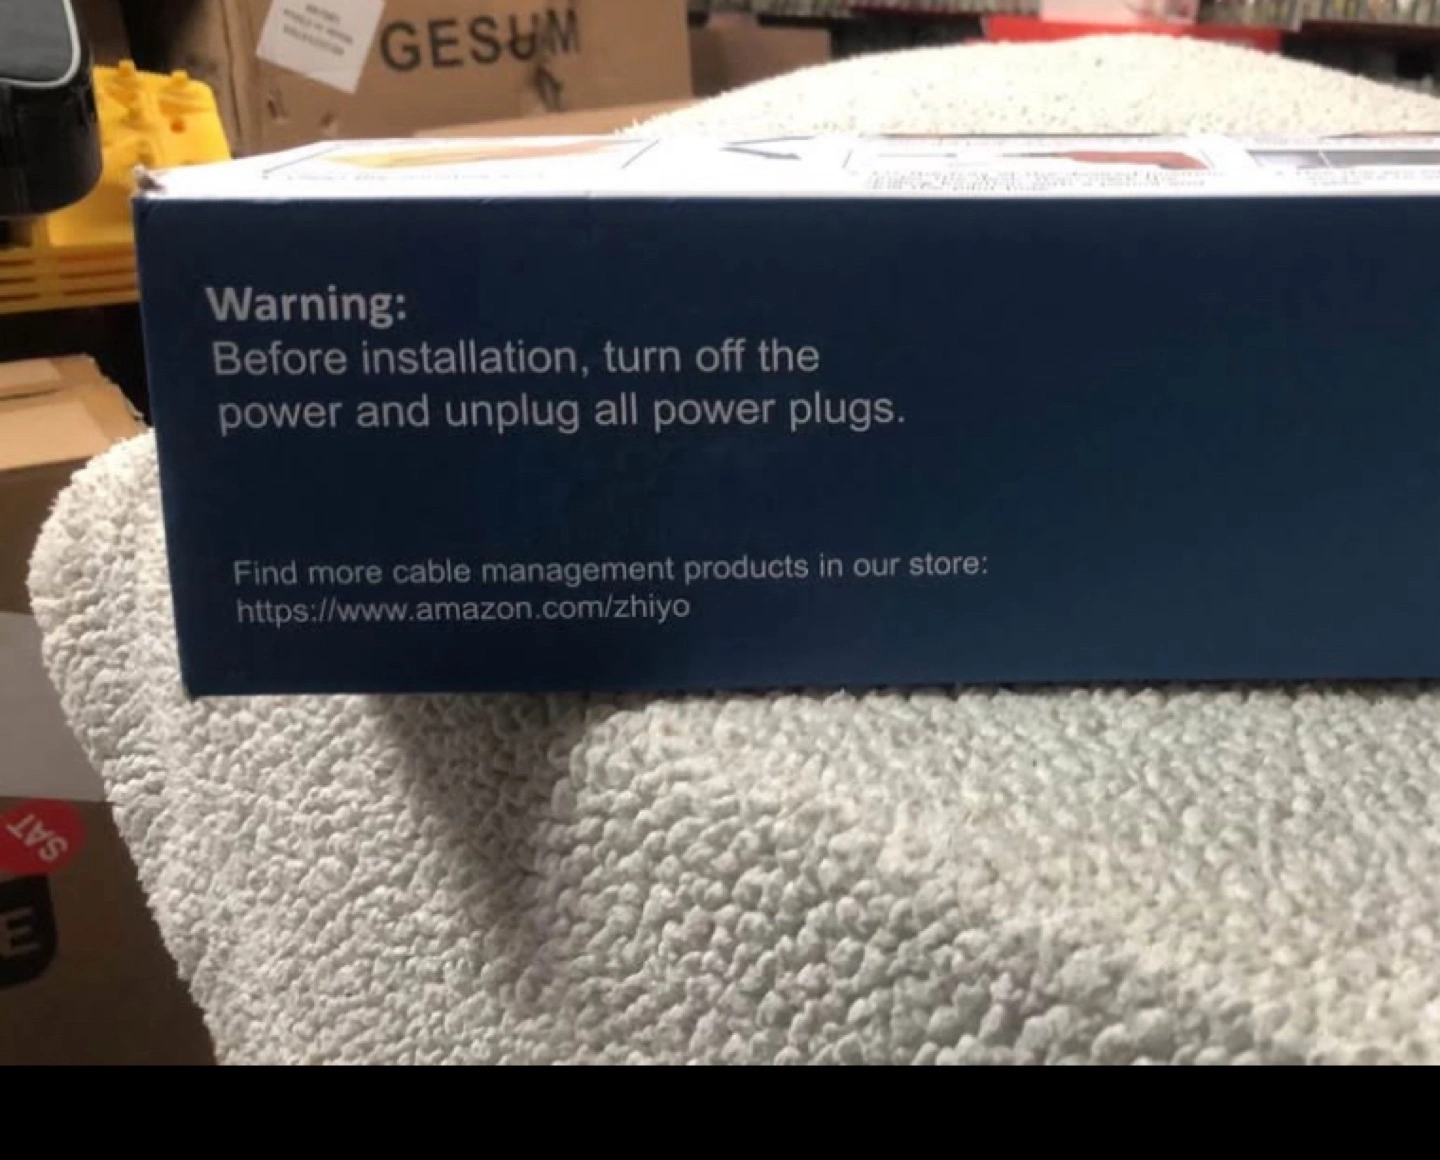 GESUM
Warning:
Before installation, turn off the
power and unplug all power plugs.
Find more cable management products in our store:
https://www.amazon.com/zhiyo
SAT
E